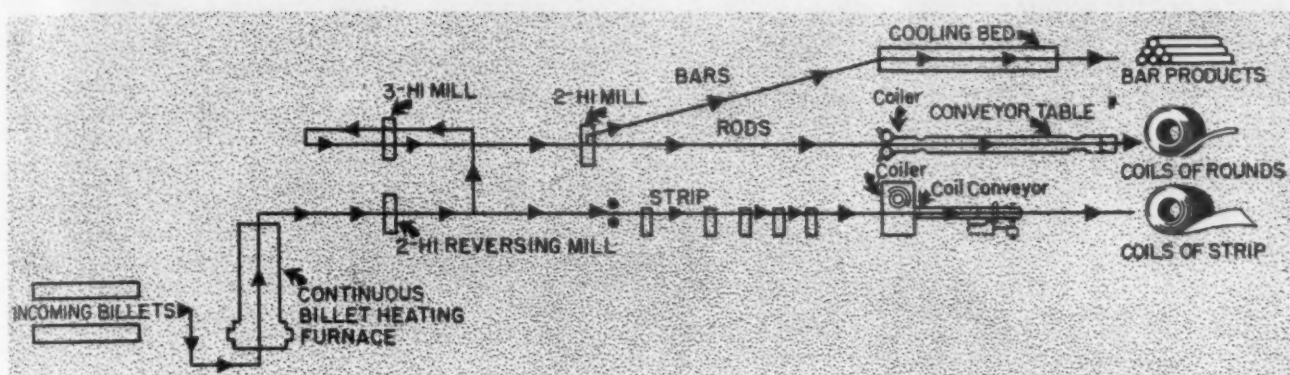 COOLING BED
BAR PRODUCTS
BARS
3-HI MILL
2-HI MILL
Coiler
CONVEYOR TABLE
RODS
COILS OF ROUNDS
Coiler
Coil Conveyor
STRIP
2-HI REVERSING MILL
COILS OF STRIP
INCOMING BILLETS
CONTINUOUS
BILLET HEATING
FURNACE